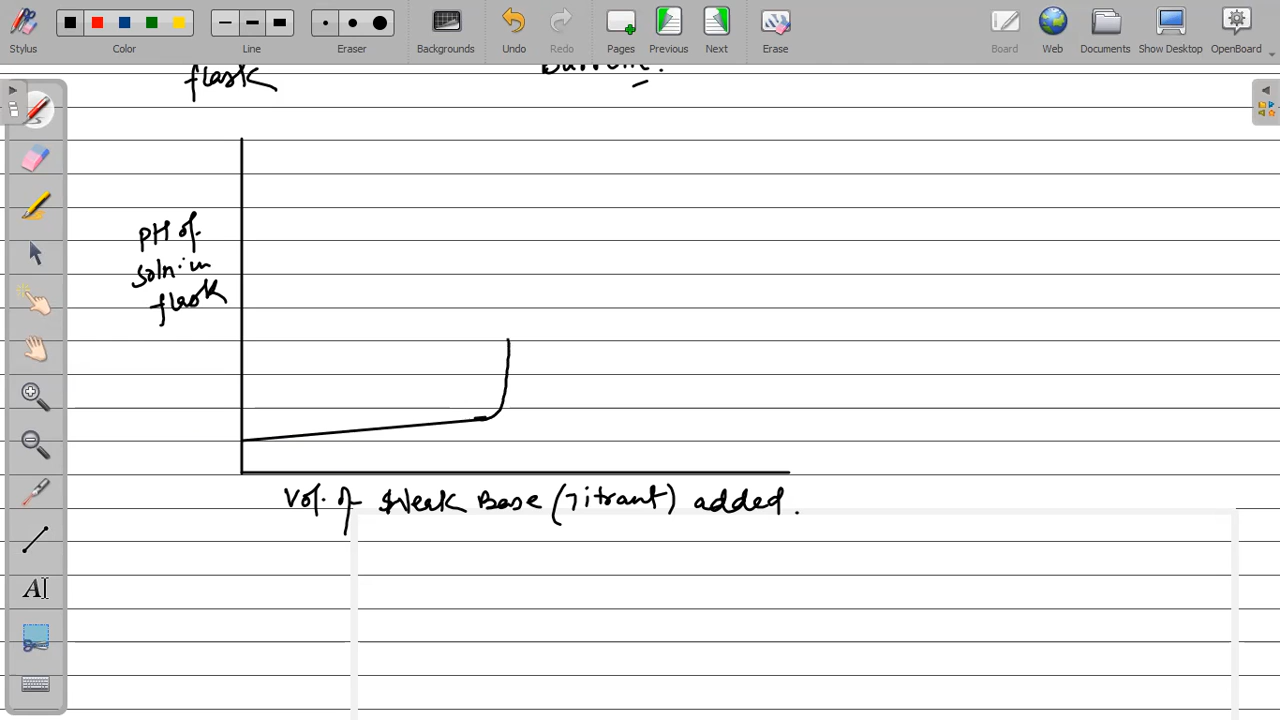 Stylus
Color
Line
Eraser
Backgrounds
Undo
Redo
Pages
Previous
Next
Erase
Board
Web
Documents
Show Desktop
OpenBoard
flask
pH of
soln. in
flask
Vol. of Weak Base (Titrant) added.